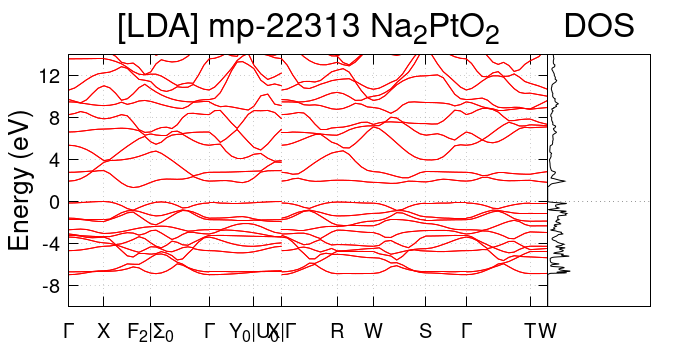 [LDA] mp-22313 Na₂PtO₂ DOS
Energy (eV)
12
8
4
0
-4
-8
Γ X F₂|Σ₀ Γ Y₀|U₀ X|Γ R W S Γ T W